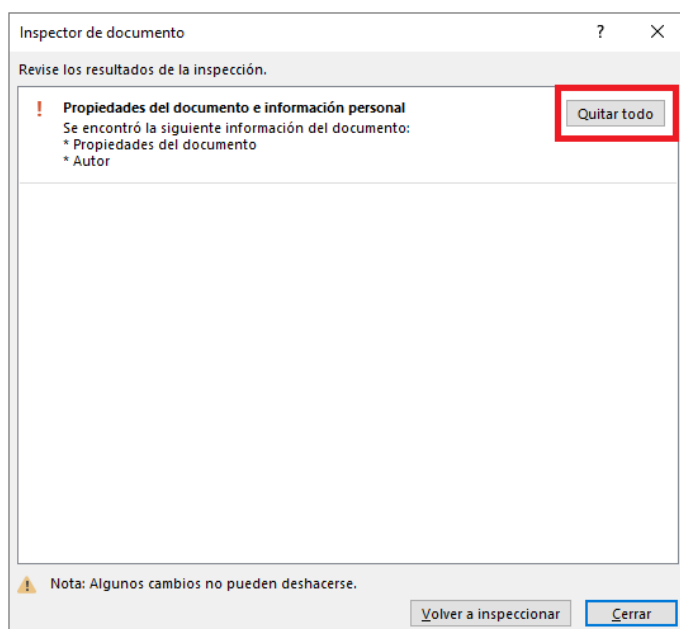 Inspector de documento ?
Revise los resultados de la inspección.
! Propiedades del documento e información personal Quitar todo
Se encontró la siguiente información del documento:
* Propiedades del documento
* Autor
Nota: Algunos cambios no pueden deshacerse.
Volver a inspeccionar Cerrar